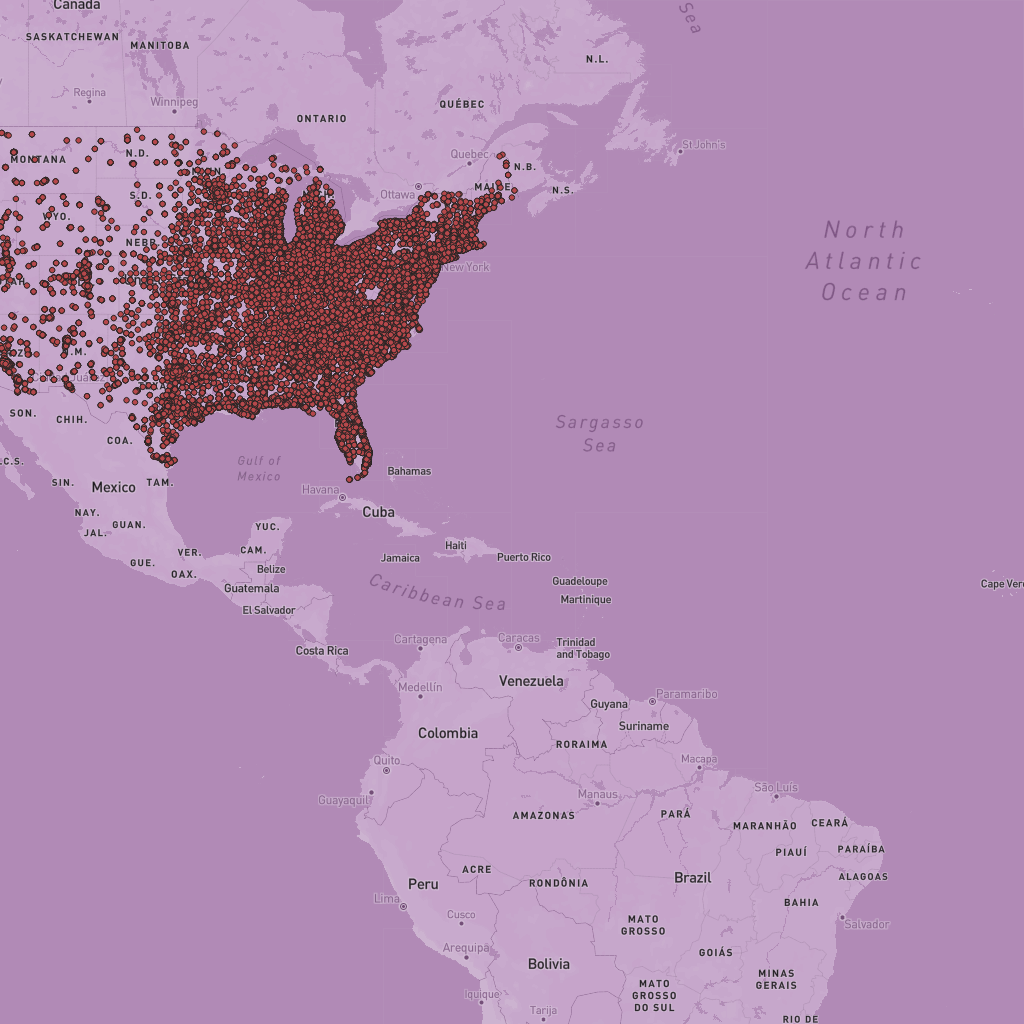 Canada
Sea
SASKATCHEWAN
MANITOBA
N.L.
Regina
Winnipeg
QUÉBEC
ONTARIO
St John's
Quebec
MONTANA
N.D.
N.B.
MAINE
N.S.
Ottawa
S.D.
WYO.
NEBR
New York
North
Atlantic
Ocean
N.M.
SON.
CHIH.
COA.
Sargasso
Sea
Gulf of
Mexico
Bahamas
SIN.
Mexico
TAM.
Havana
Cuba
NAY.
GUAN.
JAL.
YUC.
VER.
CAM.
GUE.
OAX.
Belize
Haiti
Jamaica
Puerto Rico
Guatemala
Caribbean Sea
Guadeloupe
Martinique
Cape Ver
El Salvador
Costa Rica
Cartagena
Caracas
Trinidad
and Tobago
Medellín
Venezuela
Paramaribo
Guyana
Suriname
Colombia
RORAIMA
Quito
Macapa
Guayaquil
Manaus
São Luís
AMAZONAS
PARÁ
MARANHÃO
CEARÁ
PIAUÍ
PARAÍBA
ACRE
Peru
RONDÔNIA
Brazil
ALAGOAS
Lima
Cusco
BAHIA
MATO
GROSSO
Salvador
Arequipa
GOIÁS
Bolivia
MINAS
GERAIS
Iquique
MATO
GROSSO
DO SUL
Tarija
RIO DE